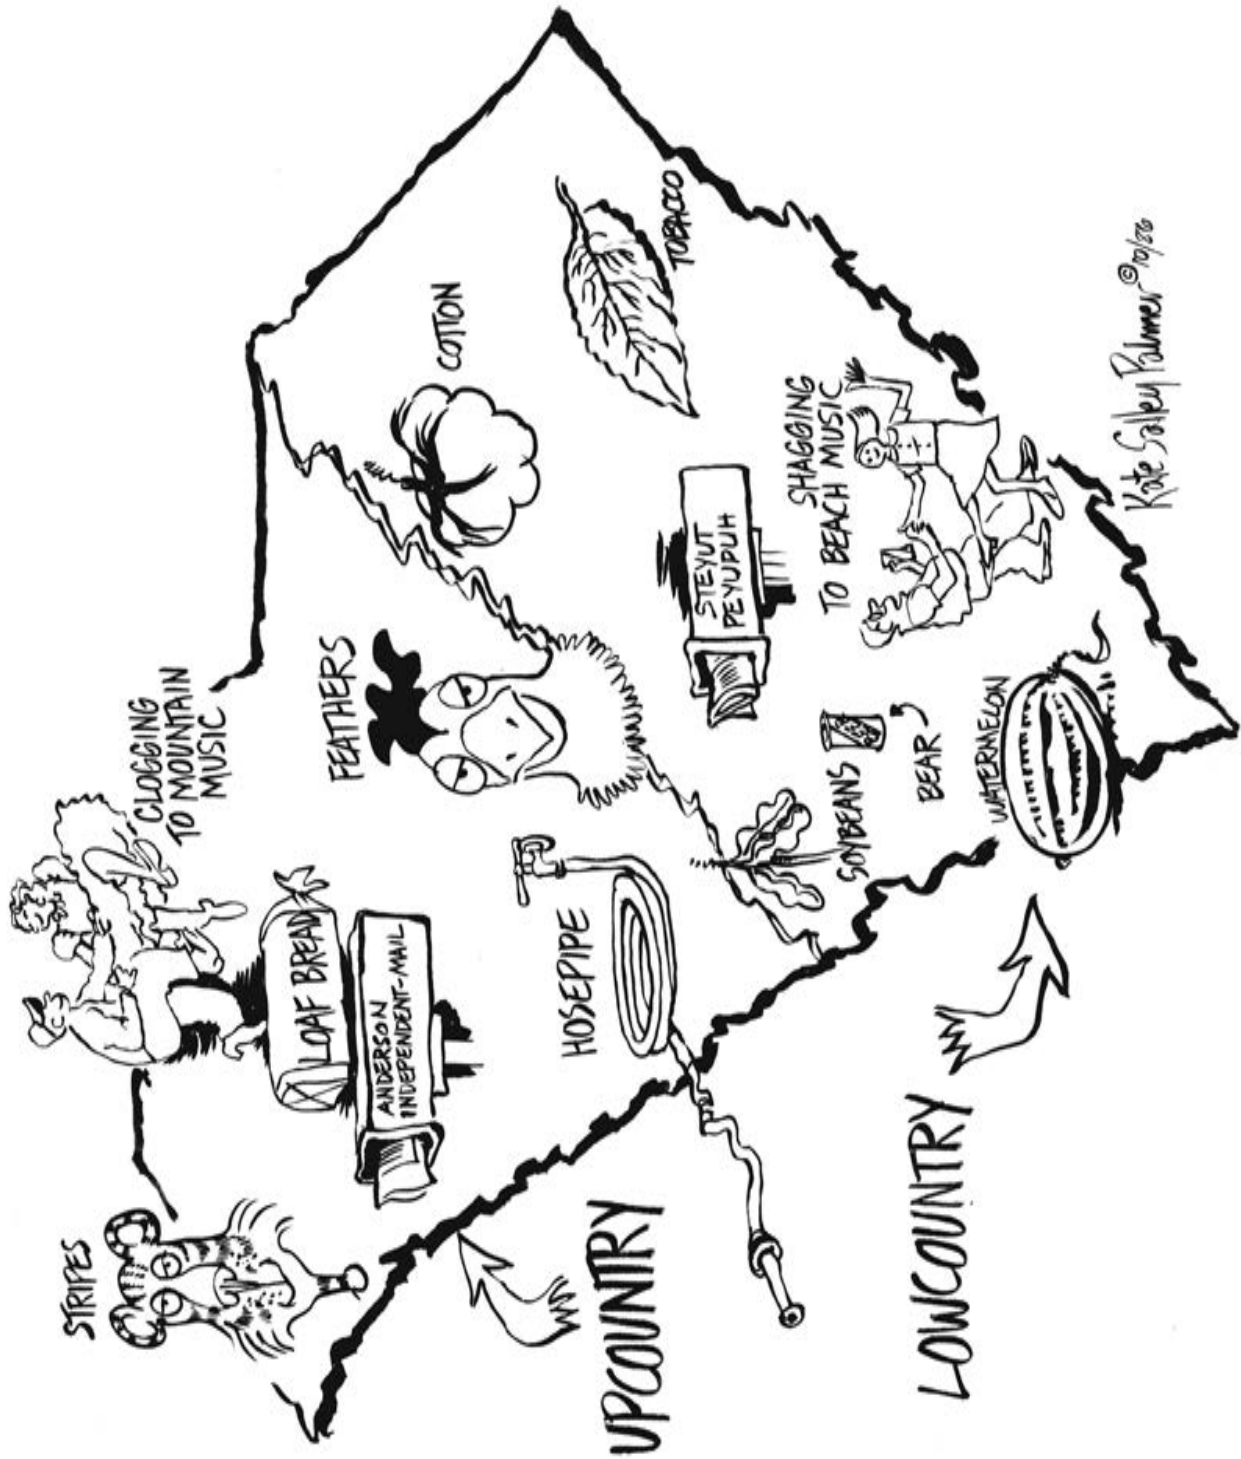 STRIPES
CLOGGING
TO MOUNTAIN
MUSIC
LOAF BREAD
FEATHERS
ANDERSON
INDEPENDENT-MAIL
COTTON
HOSEPIPE
TOBACCO
UPCOUNTRY
STEYUT
PEYUPUH
SHAGGING
TO BEACH MUSIC
SOYBEANS
BEAR
LOWCOUNTRY
WATERMELON
Kate Salley Palmer ©